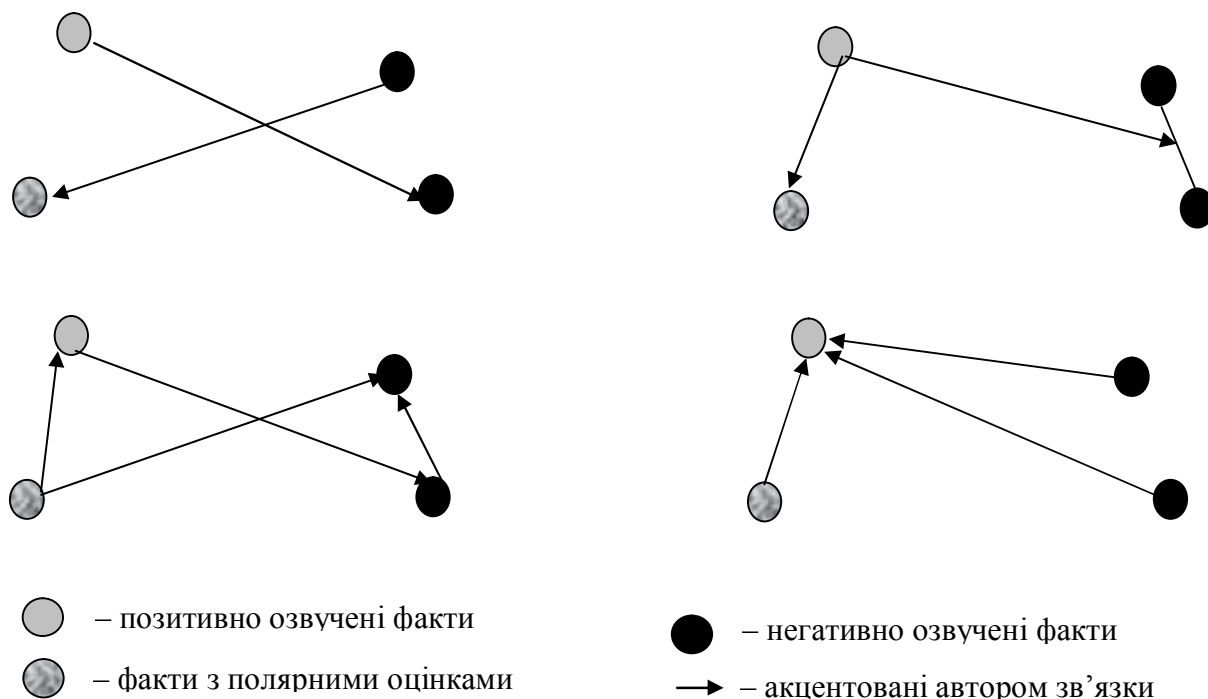 – позитивно озвучені факти
– негативно озвучені факти
– факти з полярними оцінками
– акцентовані автором зв’язки